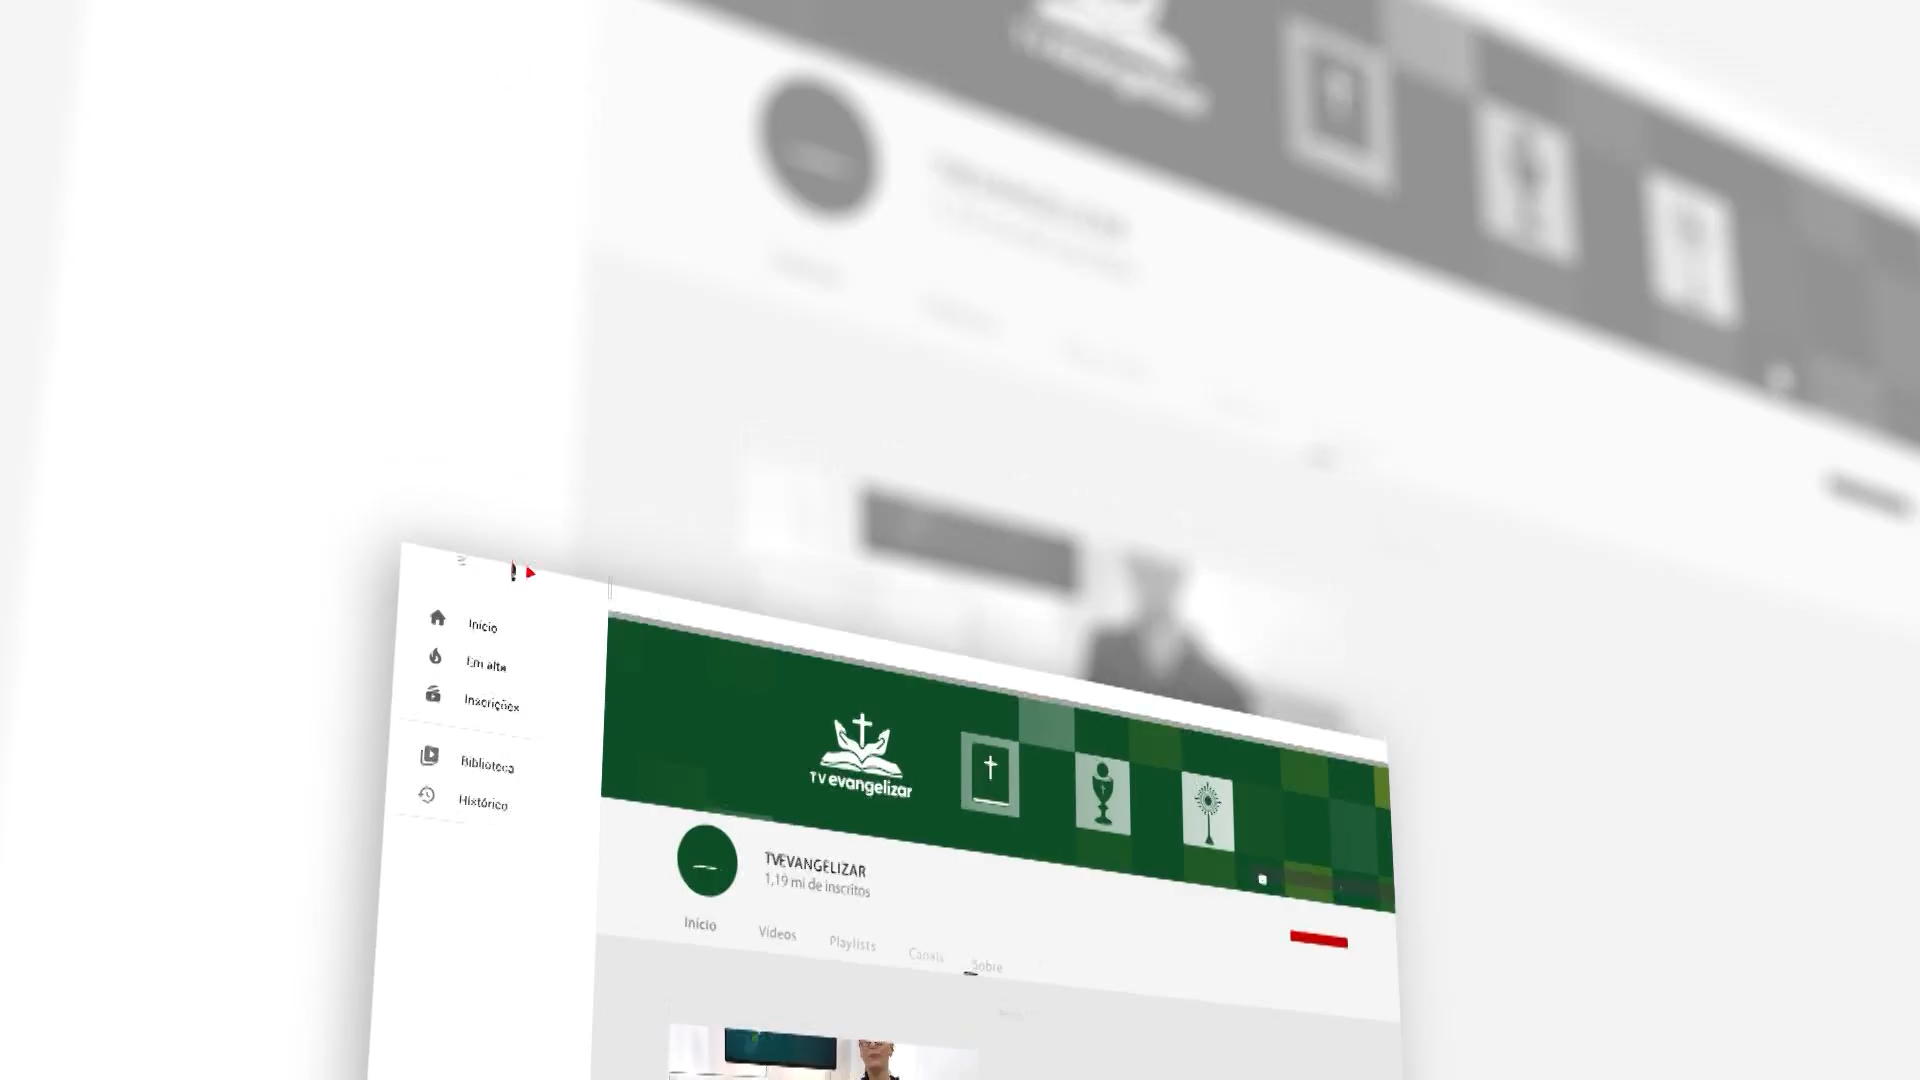 Início
Em alta
Inscrições
Biblioteca
Histórico
TV evangelizar
TVEVANGELIZAR
1,19 mi de inscritos
Início
Vídeos
Playlists
Canais
Sobre